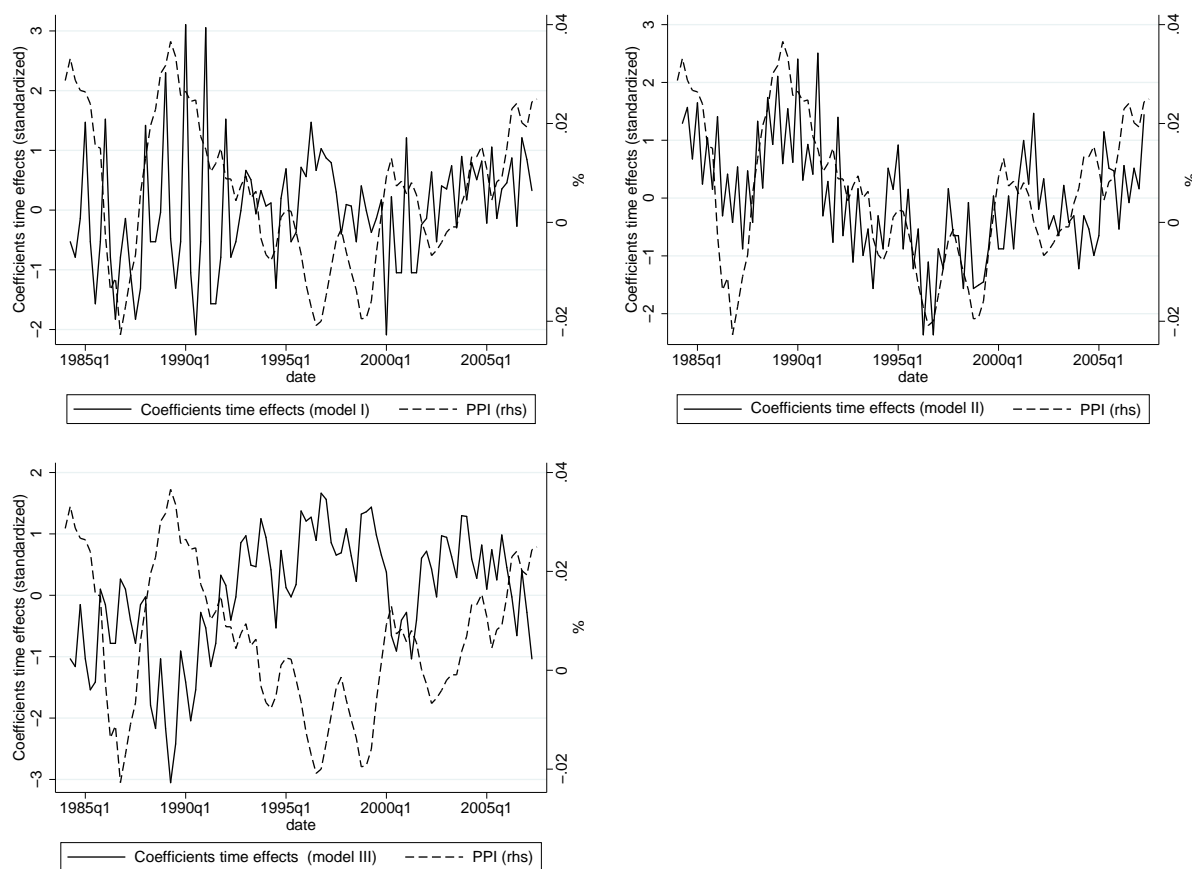 Coefficients time effects (standardized)
3
2
1
0
−1
−2
.04
.02
0
−.02
%
1985q1 1990q1 1995q1 2000q1 2005q1
date
Coefficients time effects (model I) PPI (rhs)
Coefficients time effects (standardized)
3
2
1
0
−1
−2
.04
.02
0
−.02
%
1985q1 1990q1 1995q1 2000q1 2005q1
date
Coefficients time effects (model II) PPI (rhs)
Coefficients time effects (standardized)
2
1
0
−1
−2
−3
.04
.02
0
−.02
%
1985q1 1990q1 1995q1 2000q1 2005q1
date
Coefficients time effects (model III) PPI (rhs)